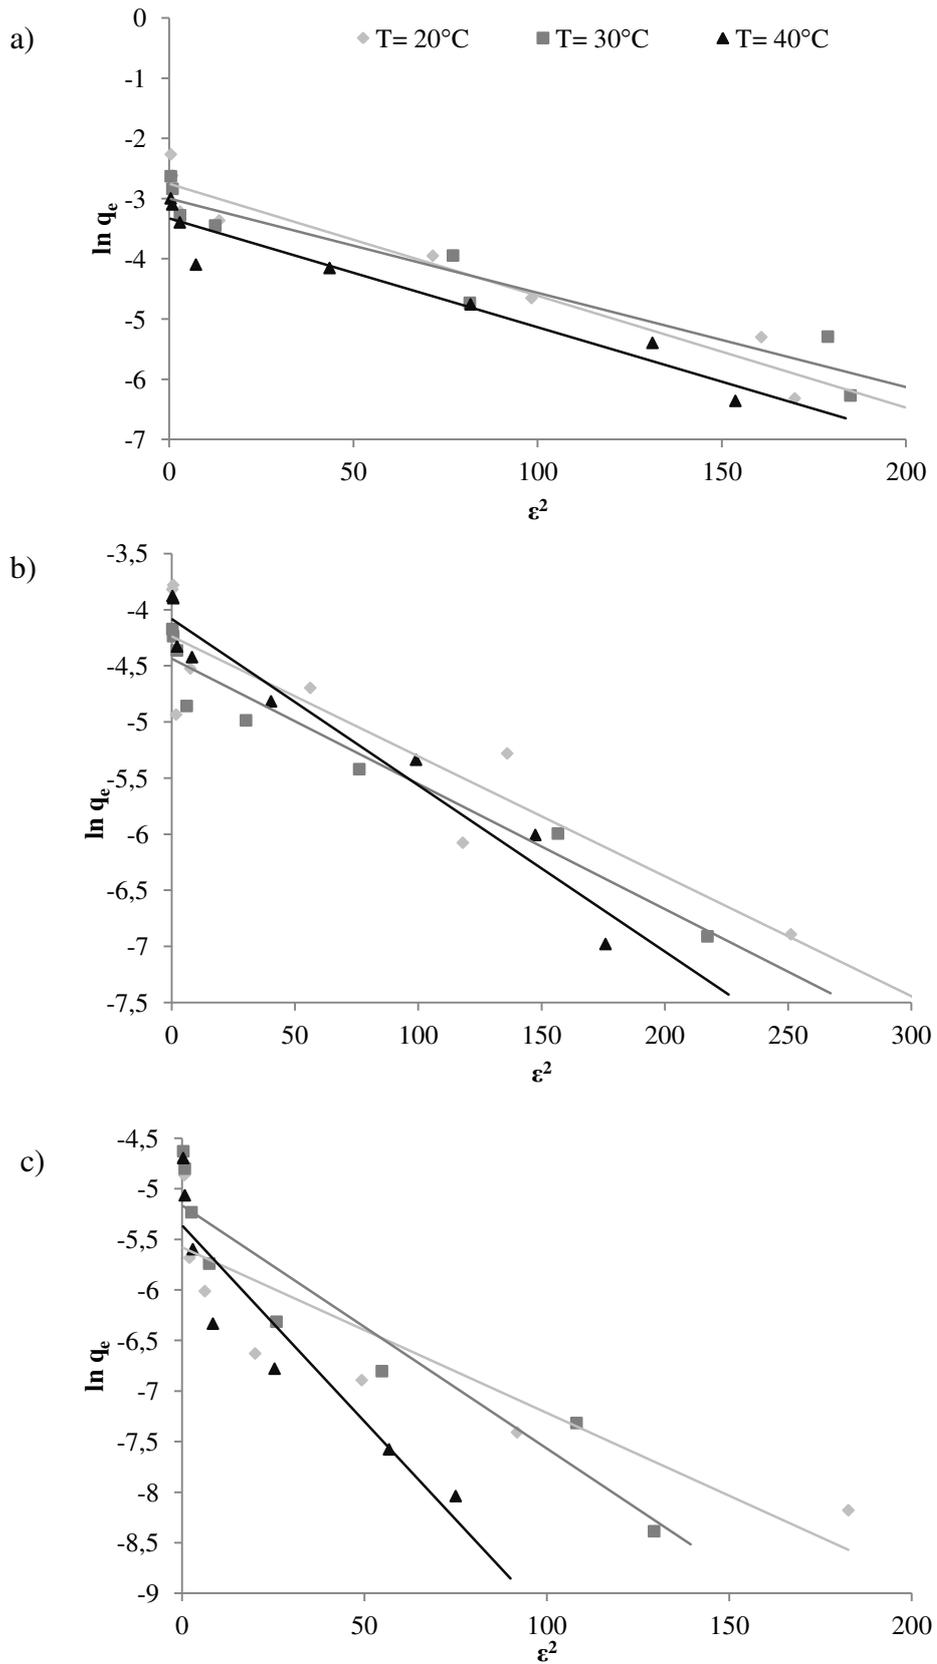 a)
T= 20°C T= 30°C T= 40°C
0
-1
-2
-3
-4
-5
-6
-7
ln qe
0 50 100 150 200
ε²
b)
-3,5
-4
-4,5
-5
-5,5
-6
-6,5
-7
-7,5
ln qe
0 50 100 150 200 250 300
ε²
c)
-4,5
-5
-5,5
-6
-6,5
-7
-7,5
-8
-8,5
-9
ln qe
0 50 100 150 200
ε²